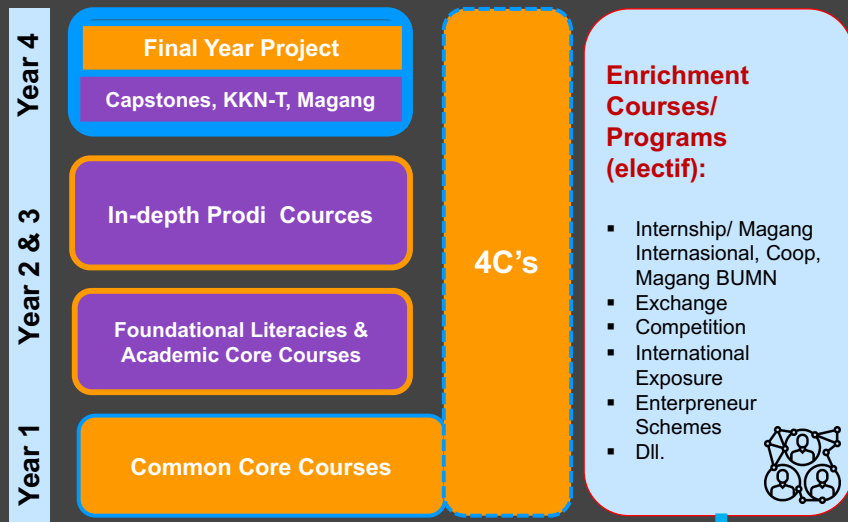 Year 4
Final Year Project
Capstones, KKN-T, Magang
Year 2 & 3
In-depth Prodi Cources
Foundational Literacies &
Academic Core Courses
Year 1
Common Core Courses
4C’s
Enrichment
Courses/
Programs
(electif):
▪ Internship/ Magang
Internasional, Coop,
Magang BUMN
▪ Exchange
▪ Competition
▪ International
Exposure
▪ Enterpreneur
Schemes
▪ Dll.